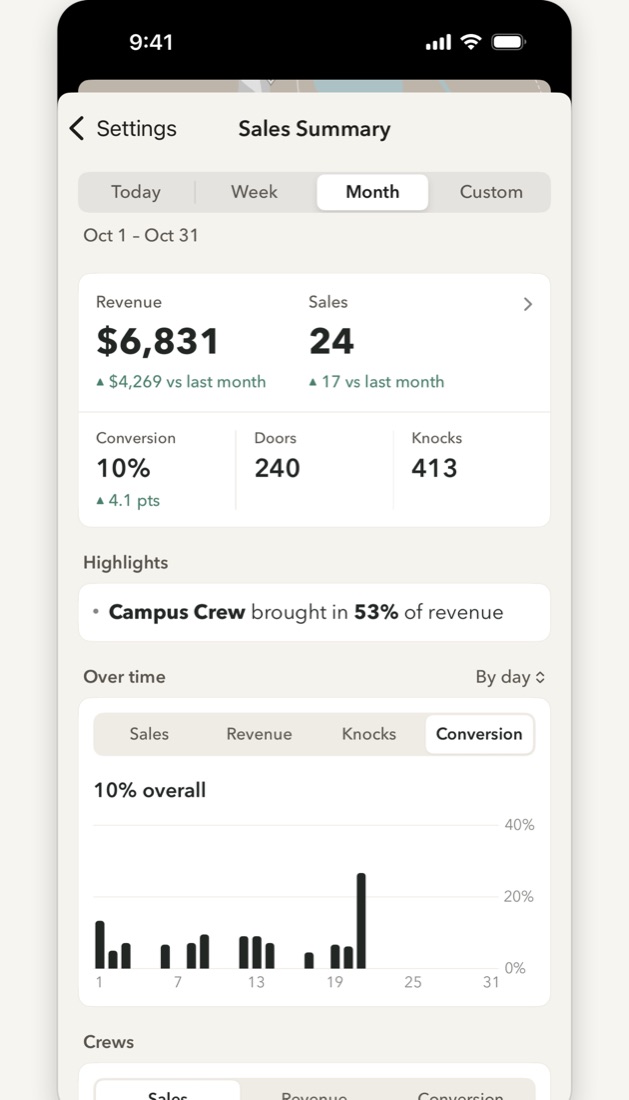 9:41
Settings
Sales Summary
Today Week Month Custom
Oct 1 – Oct 31
Revenue Sales
$6,831 24
▲ $4,269 vs last month ▲ 17 vs last month
Conversion Doors Knocks
10% 240 413
▲ 4.1 pts
Highlights
• Campus Crew brought in 53% of revenue
Over time By day
Sales Revenue Knocks Conversion
10% overall
40%
20%
0%
1 7 13 19 25 31
Crews
Sales Revenue Conversion